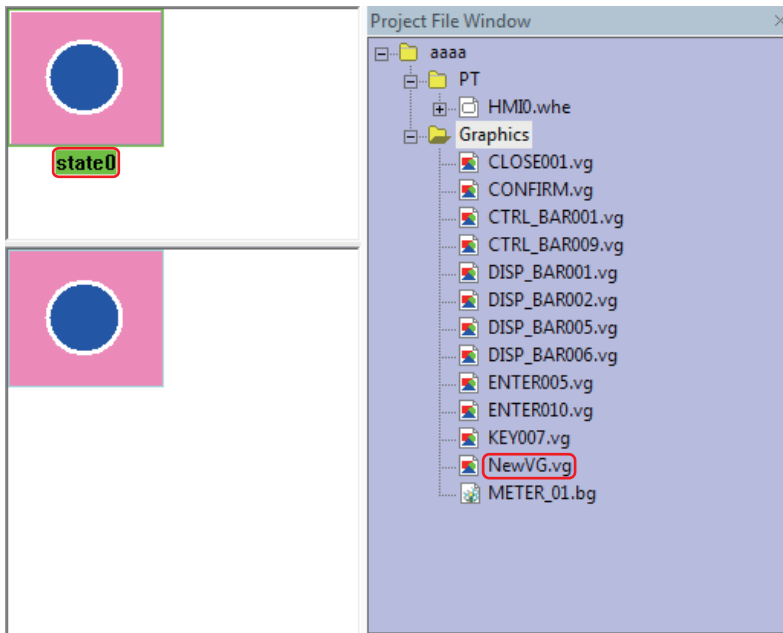 state0
Project File Window
aaaa
PT
HMI0.whe
Graphics
CLOSE001.vg
CONFIRM.vg
CTRL_BAR001.vg
CTRL_BAR009.vg
DISP_BAR001.vg
DISP_BAR002.vg
DISP_BAR005.vg
DISP_BAR006.vg
ENTER005.vg
ENTER010.vg
KEY007.vg
NewVG.vg
METER_01.bg